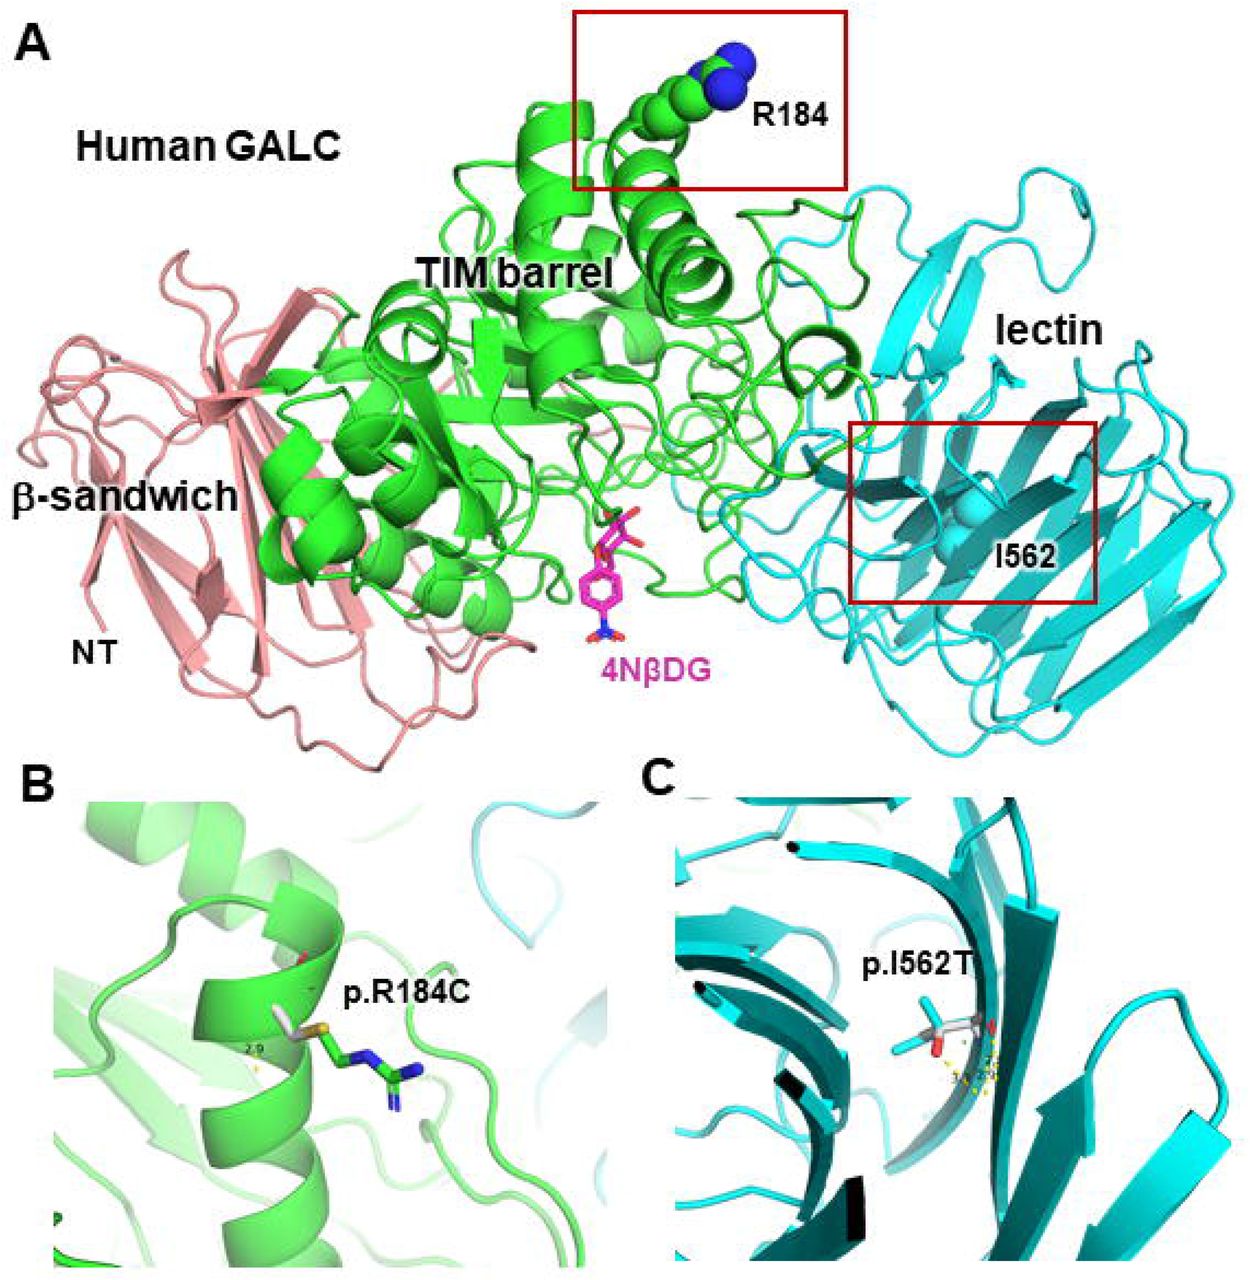 A
R184
Human GALC
TIM barrel
lectin
β-sandwich
I562
NT
4NβDG
B
C
p.R184C
p.I562T
2.9